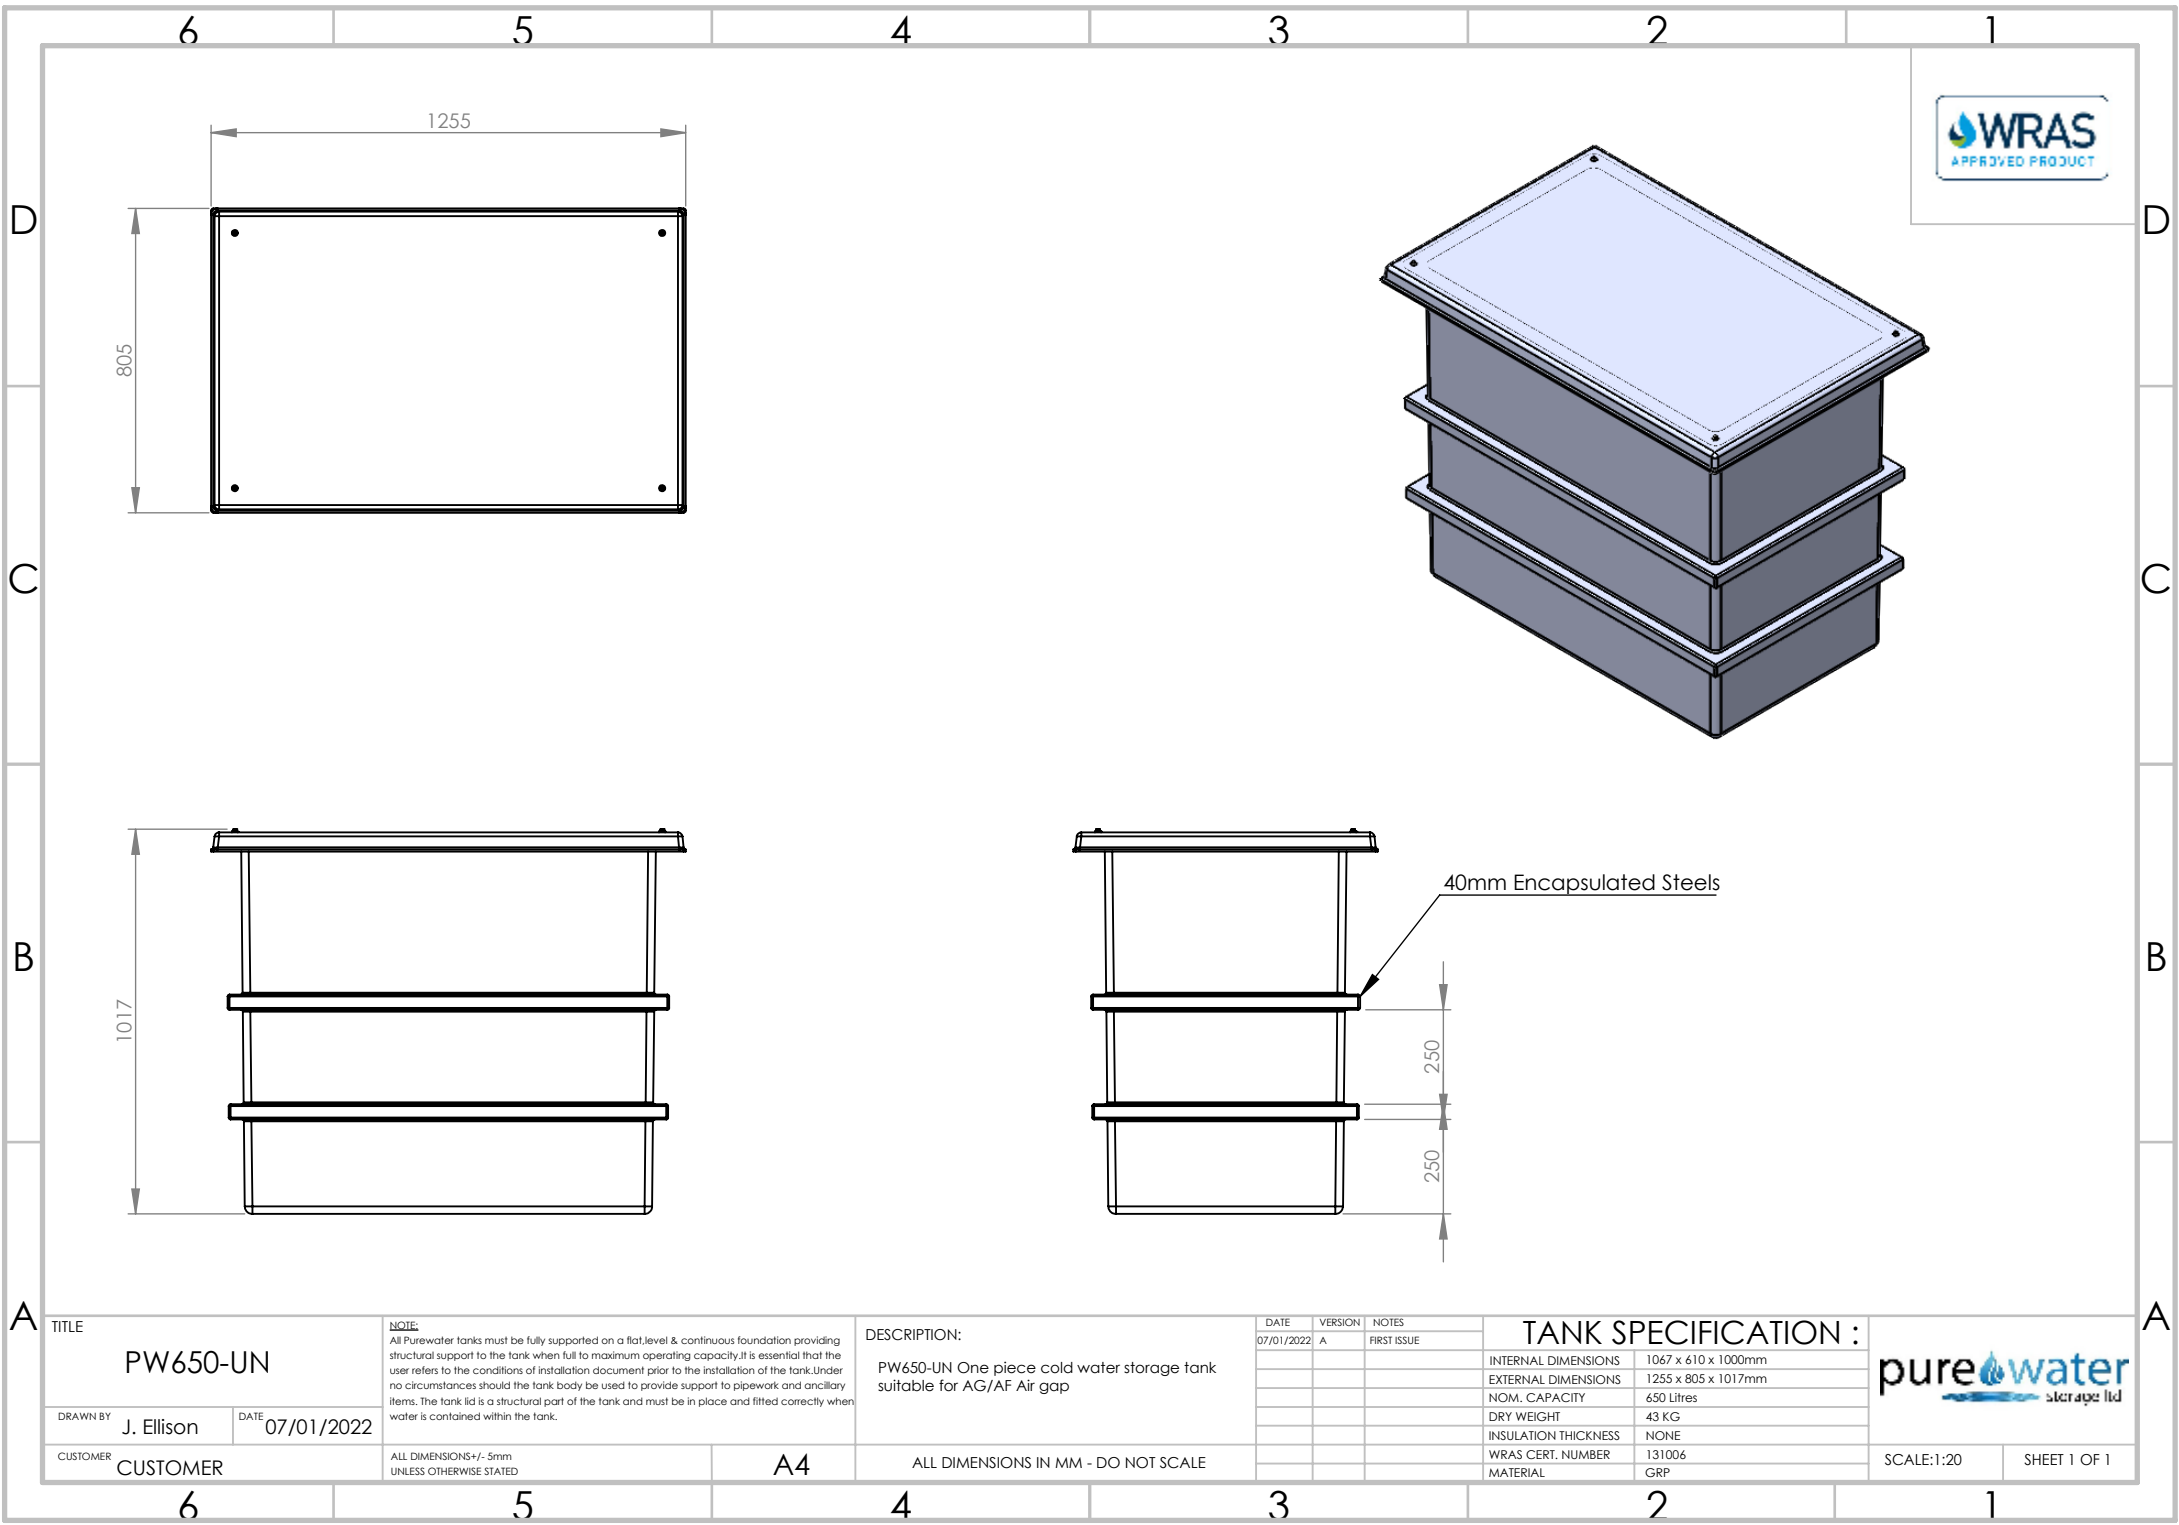 6 5 4 3 2 1
WRAS
APPROVED PRODUCT
D D
1255
805
C C
1017
40mm Encapsulated Steels
250
250
B B
A A
TITLE
PW650-UN
DRAWN BY J. Ellison
DATE 07/01/2022
CUSTOMER CUSTOMER
NOTE:
All Purewater tanks must be fully supported on a flat,level & continuous foundation providing
structural support to the tank when full to maximum operating capacity.It is essential that the
user refers to the conditions of installation document prior to the installation of the tank.Under
no circumstances should the tank body be used to provide support to pipework and ancillary
items. The tank lid is a structural part of the tank and must be in place and fitted correctly when
water is contained within the tank.
ALL DIMENSIONS+/- 5mm
UNLESS OTHERWISE STATED
A4
DESCRIPTION:
PW650-UN One piece cold water storage tank
suitable for AG/AF Air gap
ALL DIMENSIONS IN MM - DO NOT SCALE
DATE VERSION NOTES
07/01/2022 A FIRST ISSUE
TANK SPECIFICATION :
INTERNAL DIMENSIONS 1067 x 610 x 1000mm
EXTERNAL DIMENSIONS 1255 x 805 x 1017mm
NOM. CAPACITY 650 Litres
DRY WEIGHT 43 KG
INSULATION THICKNESS NONE
WRAS CERT. NUMBER 131006
MATERIAL GRP
pure water
storage ltd
SCALE:1:20
SHEET 1 OF 1
6 5 4 3 2 1